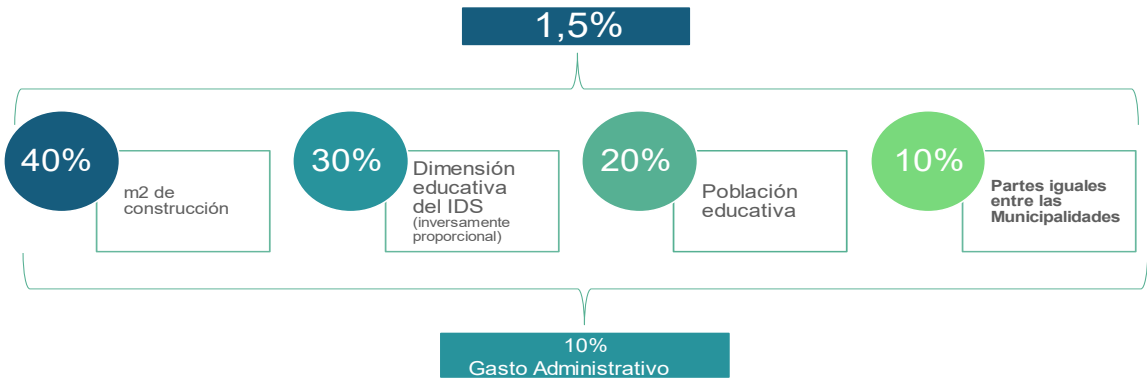 1,5%
40%
m2 de
construcción
30%
Dimensión
educativa
del IDS
(inversamente
proporcional)
20%
Población
educativa
10%
Partes iguales
entre las
Municipalidades
10%
Gasto Administrativo